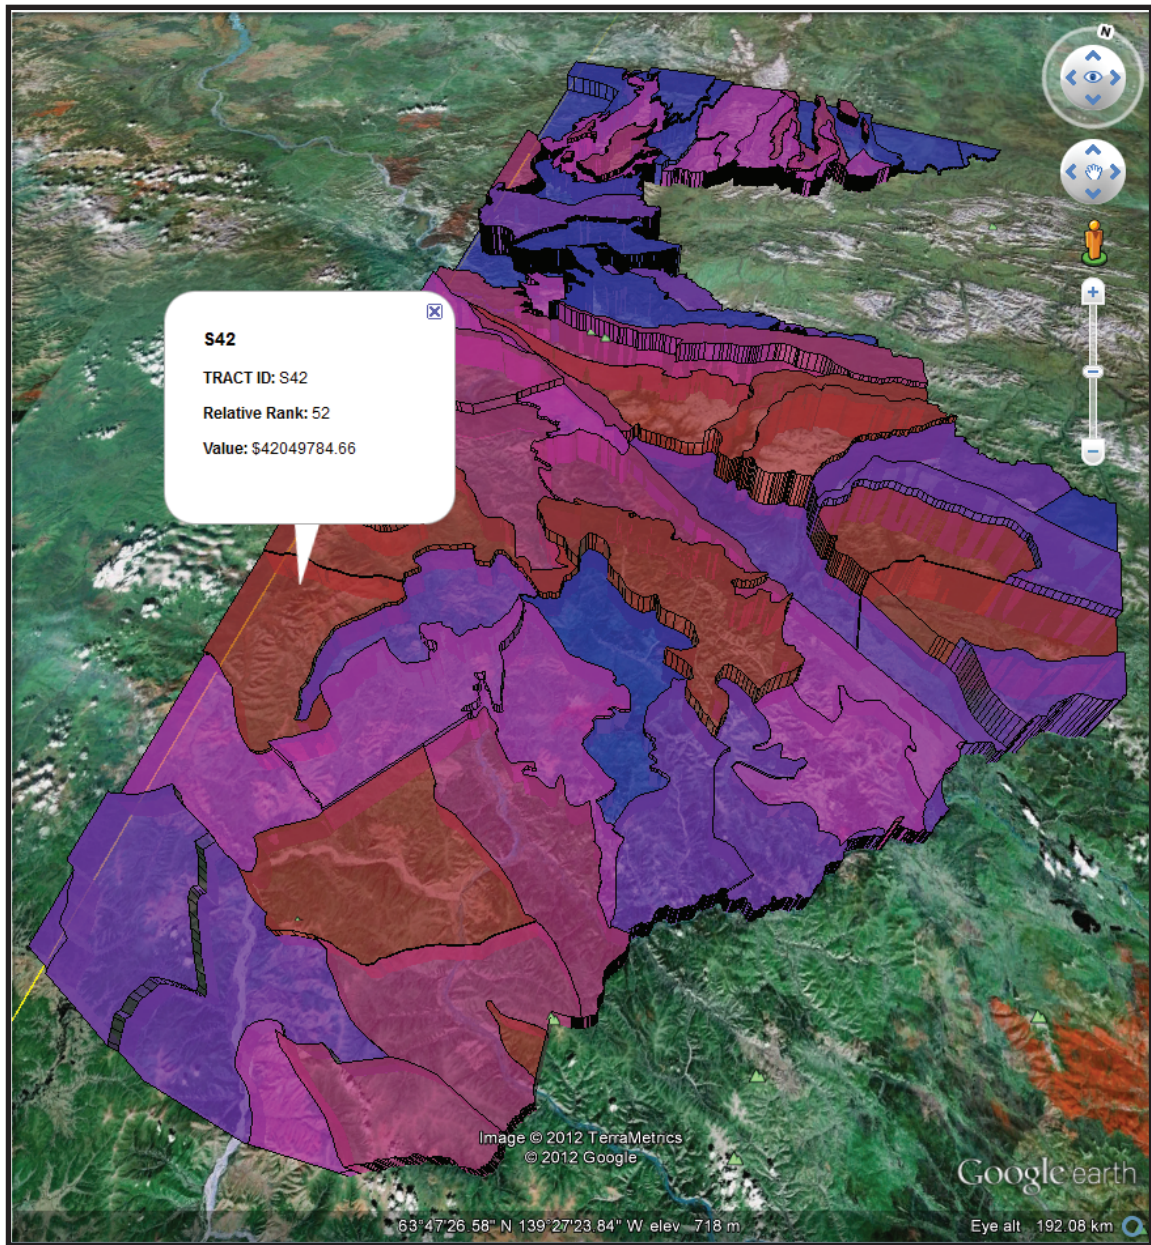 N
S42
TRACT ID: S42
Relative Rank: 52
Value: $42049784.66
Image © 2012 TerraMetrics
© 2012 Google
Google earth
63°47'26.58" N 139°27'23.84" W elev 718 m
Eye alt 192.08 km